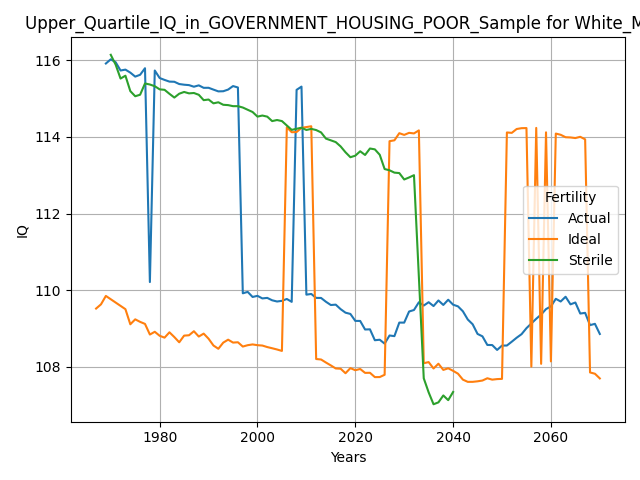 Upper_Quartile_IQ_in_GOVERNMENT_HOUSING_POOR_Sample for White_M
116
114
112
110
108
IQ
Fertility
Actual
Ideal
Sterile
1980
2000
2020
2040
2060
Years